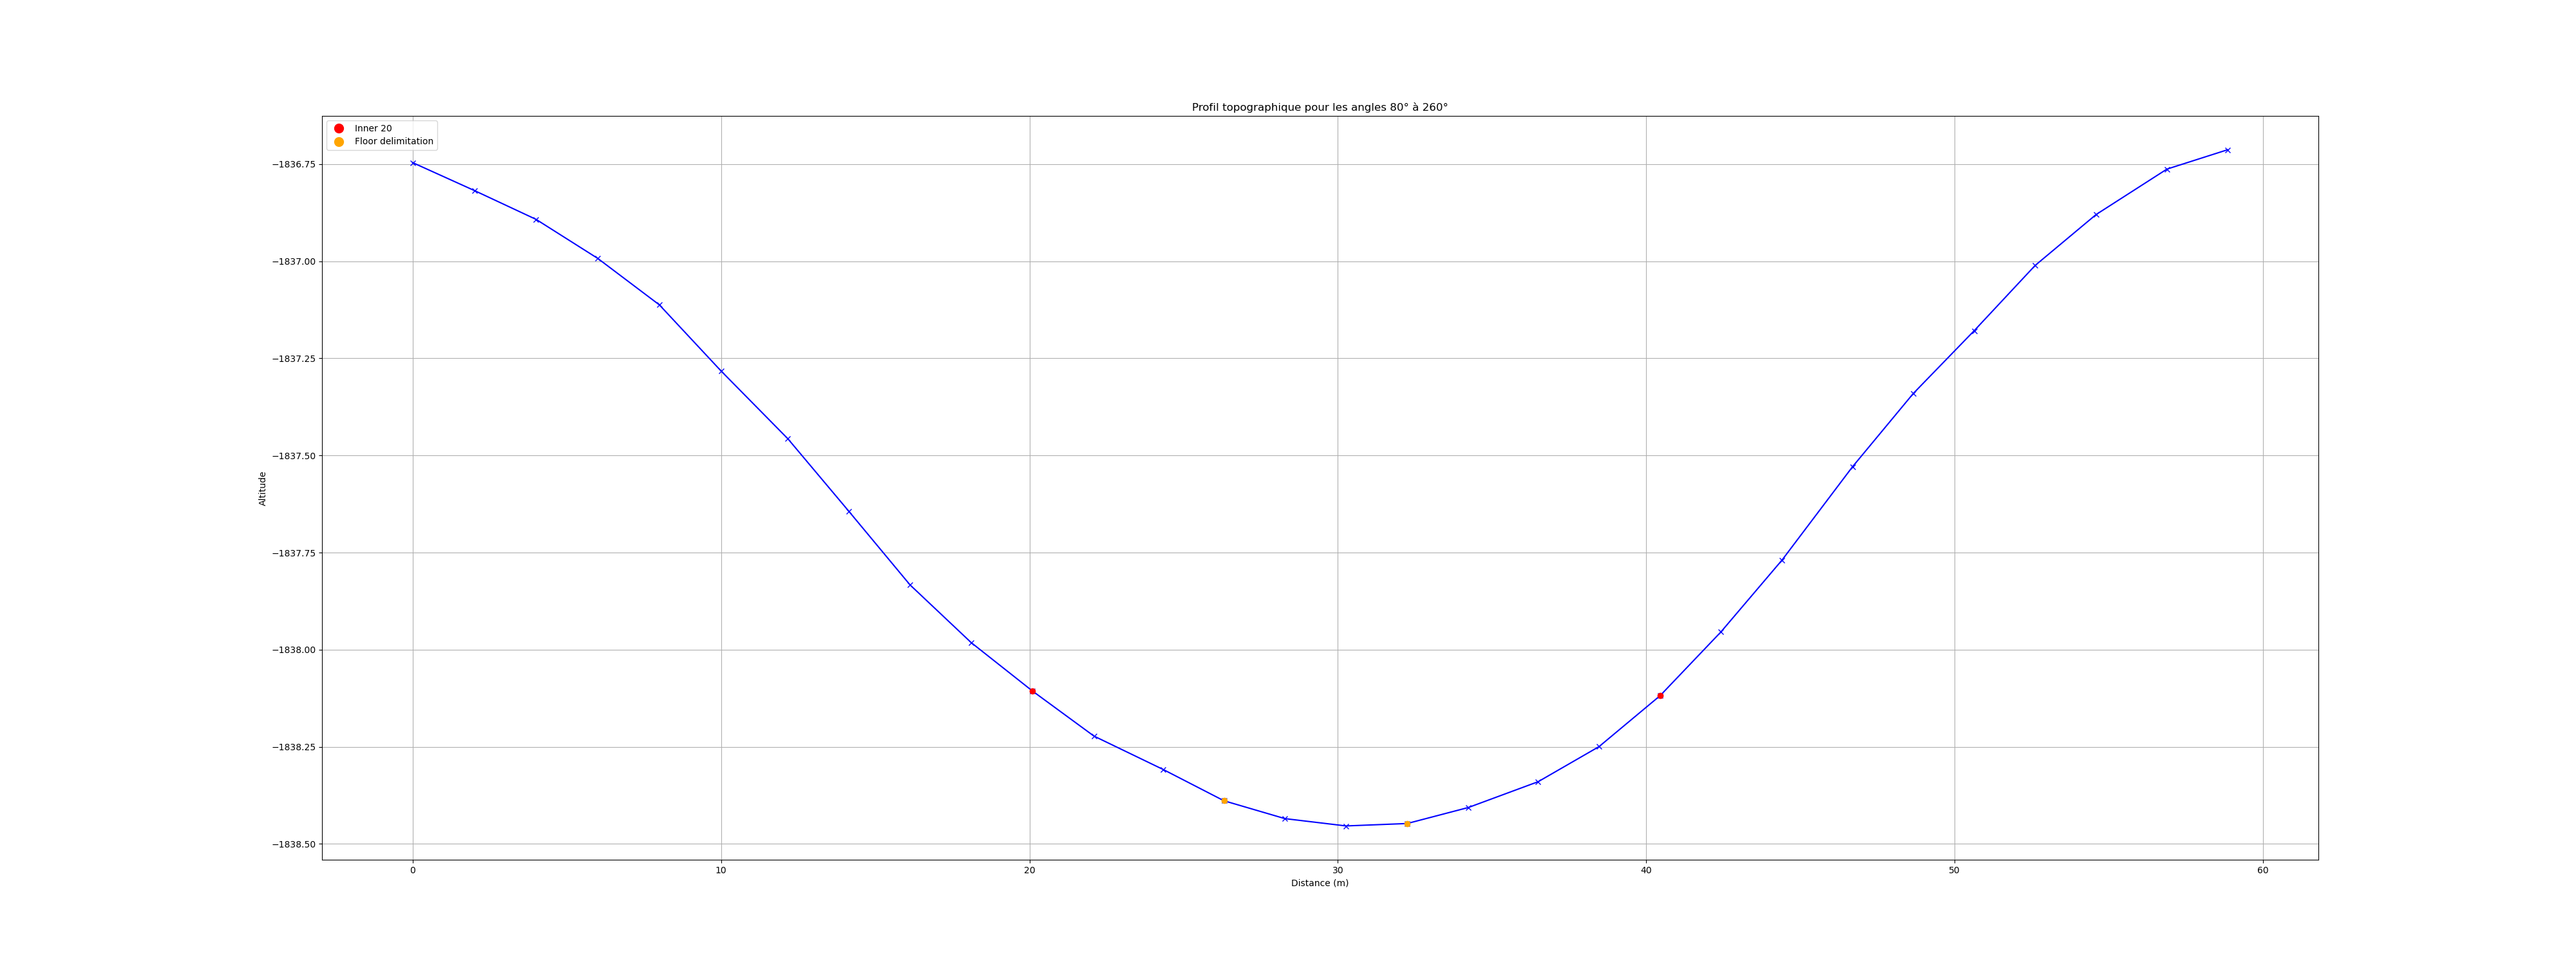 Profil topographique pour les angles 80° à 260°
Inner 20
Floor delimitation
−1836.75
−1837.00
−1837.25
−1837.50
−1837.75
−1838.00
−1838.25
−1838.50
Altitude
0 10 20 30 40 50 60
Distance (m)